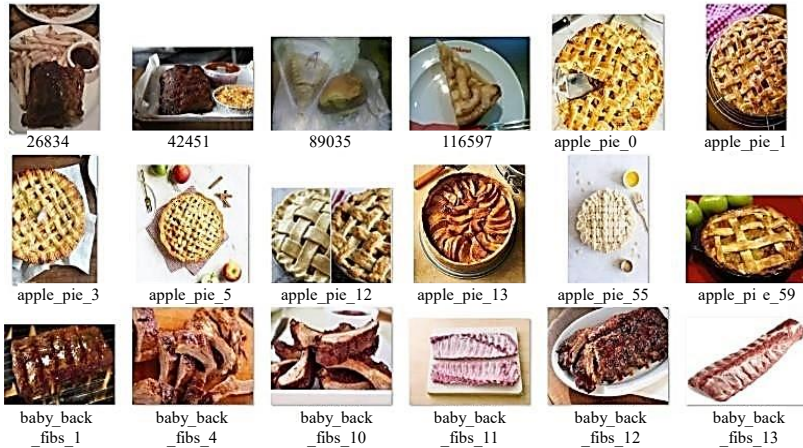 26834 42451 89035 116597 apple_pie_0 apple_pie_1
apple_pie_3 apple_pie_5 apple_pie_12 apple_pie_13 apple_pie_55 apple_pi e_59
baby_back baby_back baby_back baby_back baby_back baby_back
_fibs_1 _fibs_4 _fibs_10 _fibs_11 _fibs_12 _fibs_13